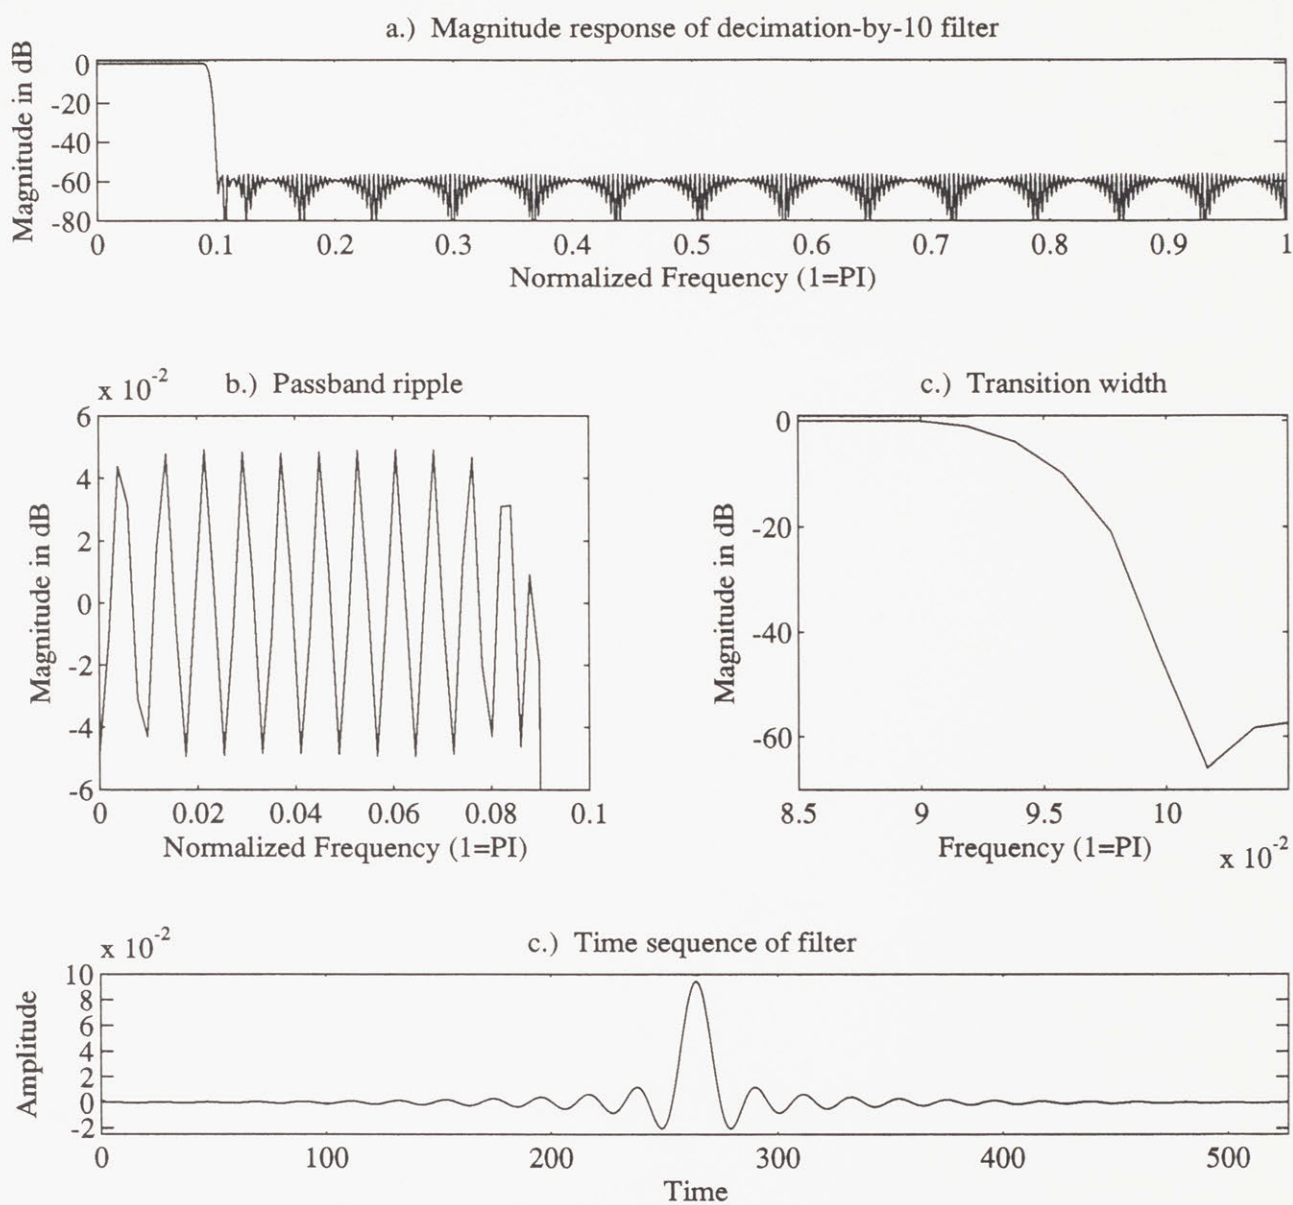 a.) Magnitude response of decimation-by-10 filter
Magnitude in dB
0
-20
-40
-60
-80
0 0.1 0.2 0.3 0.4 0.5 0.6 0.7 0.8 0.9 1
Normalized Frequency (1=PI)
x 10-2
b.) Passband ripple
Magnitude in dB
6
4
2
0
-2
-4
-6
0 0.02 0.04 0.06 0.08 0.1
Normalized Frequency (1=PI)
c.) Transition width
Magnitude in dB
0
-20
-40
-60
8.5 9 9.5 10
Frequency (1=PI)
x 10-2
x 10-2
c.) Time sequence of filter
Amplitude
10
8
6
4
2
0
-2
0 100 200 300 400 500
Time